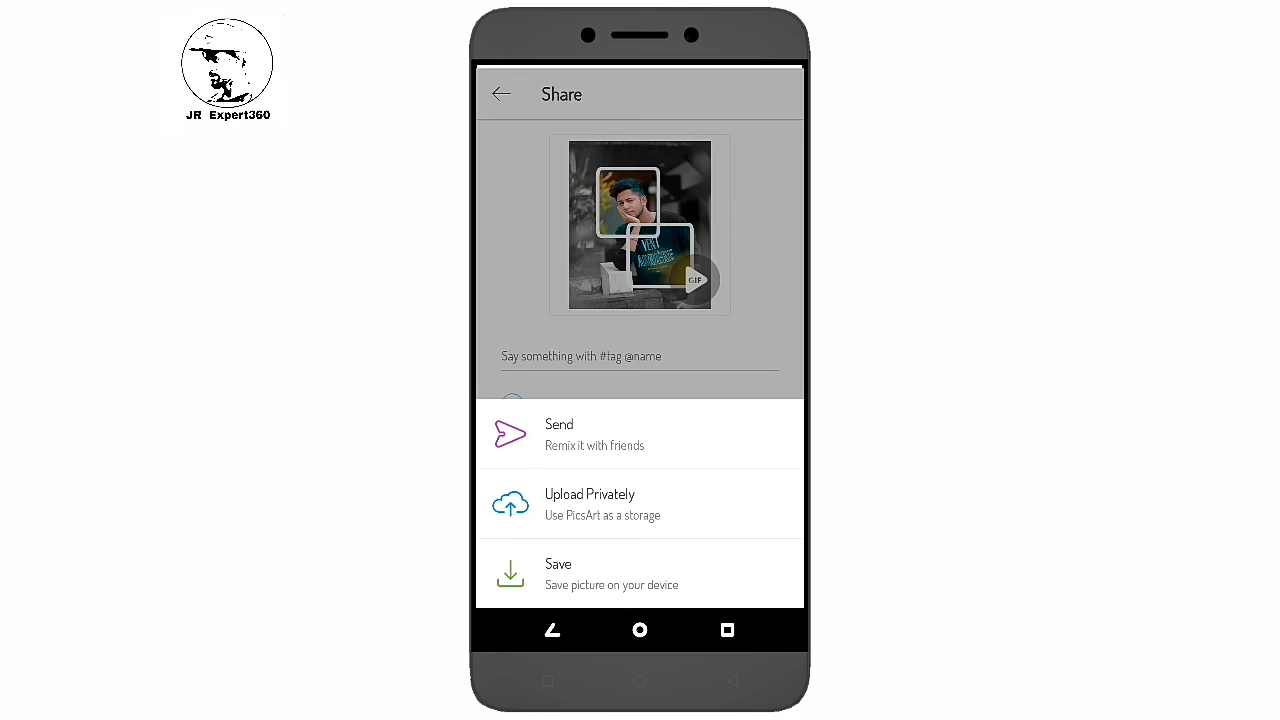 JR Expert360
Share
GIF
Say something with #tag @name
Send
Remix it with friends
Upload Privately
Use PicsArt as a storage
Save
Save picture on your device